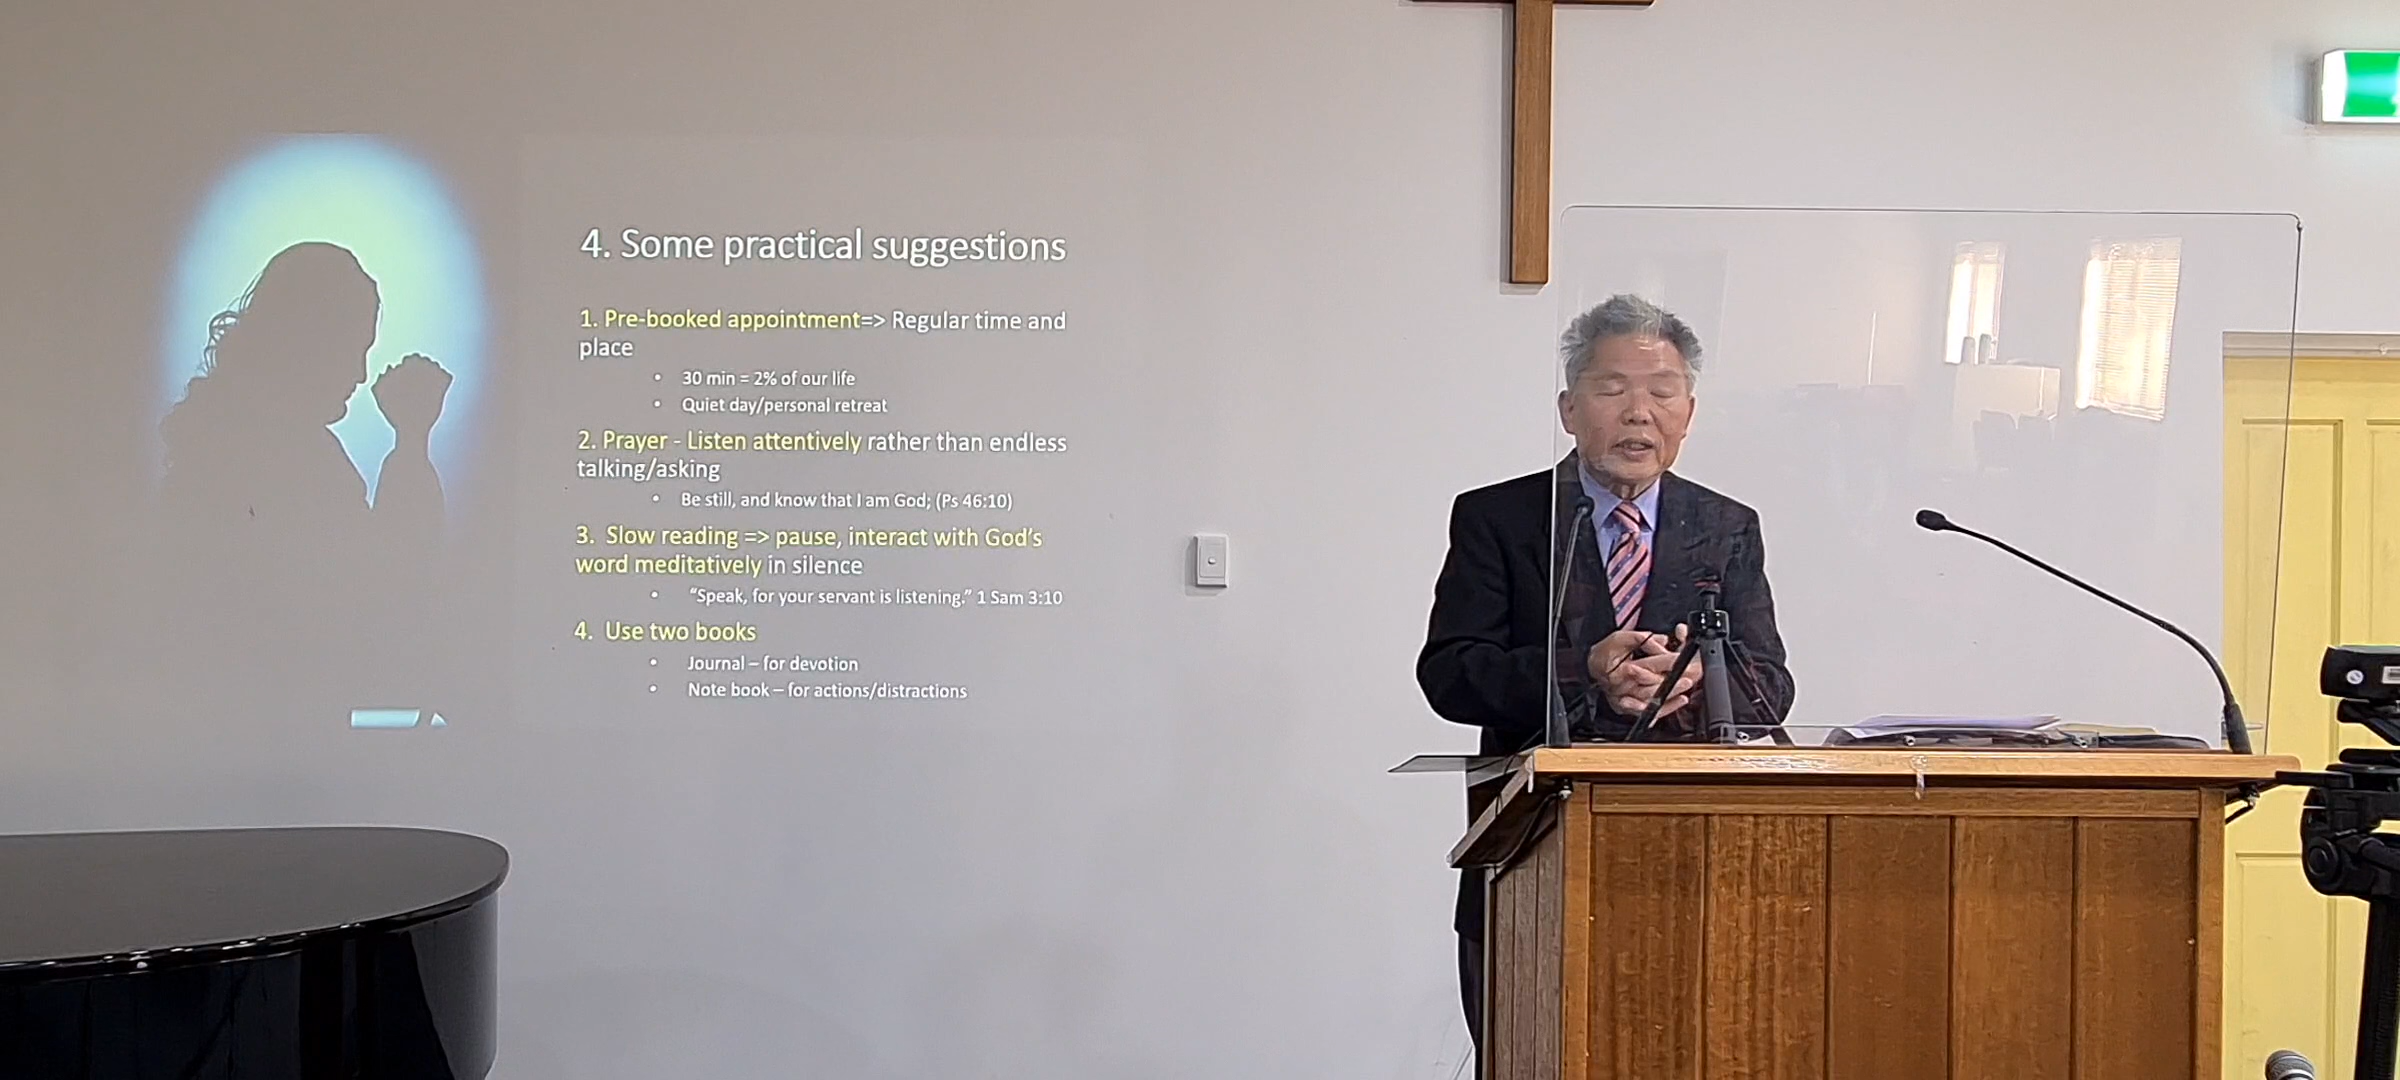 4. Some practical suggestions
1. Pre-booked appointment=> Regular time and
place
• 30 min = 2% of our life
• Quiet day/personal retreat
2. Prayer - Listen attentively rather than endless
talking/asking
• Be still, and know that I am God; (Ps 46:10)
3. Slow reading => pause, interact with God's
word meditatively in silence
• “Speak, for your servant is listening.” 1 Sam 3:10
4. Use two books
• Journal – for devotion
• Note book – for actions/distractions